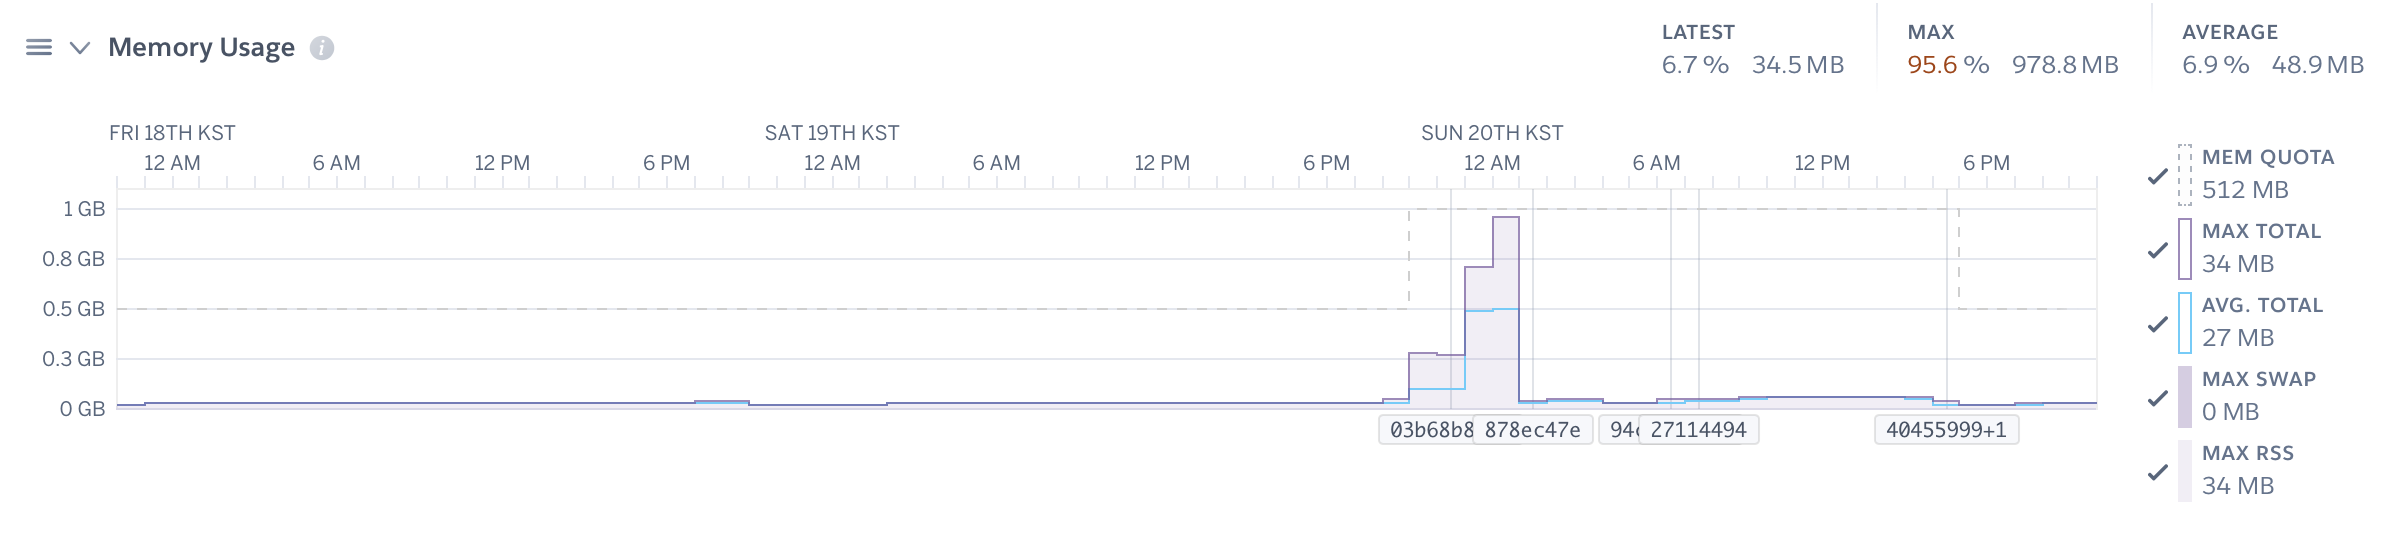 Memory Usage
LATEST
6.7 % 34.5 MB
MAX
95.6 % 978.8 MB
AVERAGE
6.9 % 48.9 MB
FRI 18TH KST SAT 19TH KST SUN 20TH KST
12 AM 6 AM 12 PM 6 PM 12 AM 6 AM 12 PM 6 PM 12 AM 6 AM 12 PM 6 PM
1 GB
0.8 GB
0.5 GB
0.3 GB
0 GB
03b68b8 878ec47e 27114494 40455999+1
MEM QUOTA
512 MB
MAX TOTAL
34 MB
AVG. TOTAL
27 MB
MAX SWAP
0 MB
MAX RSS
34 MB